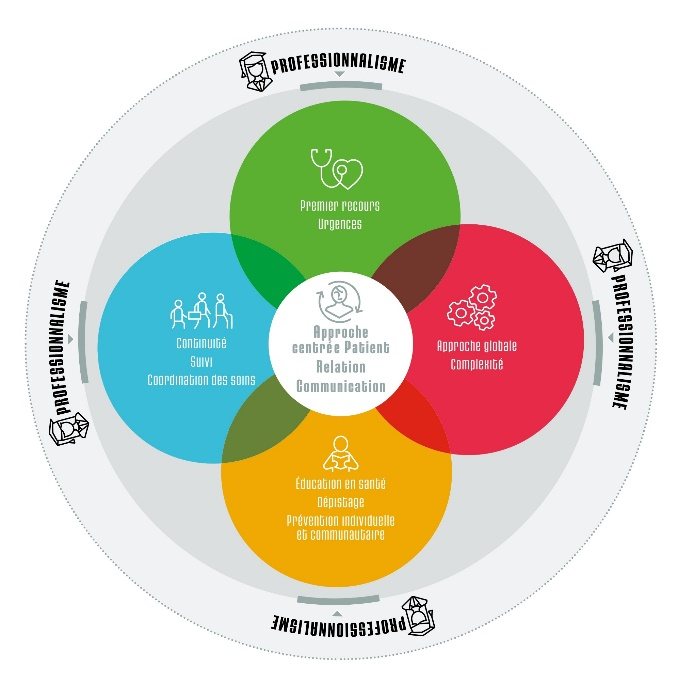 PROFESSIONNALISME
Premier recours
Urgences
PROFESSIONNALISME
PROFESSIONNALISME
Continuité
Suivi
Coordination des soins
Approche
centrée Patient
Relation
Communication
Approche globale
Complexité
Éducation en santé
Dépistage
Prévention individuelle
et communautaire
PROFESSIONNALISME